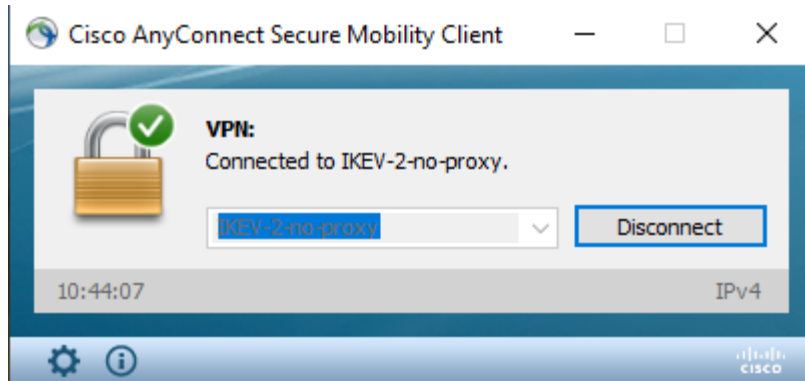 Cisco AnyConnect Secure Mobility Client
VPN:
Connected to IKEV-2-no-proxy.
IKEV-2-no-proxy
Disconnect
10:44:07
IPv4
CISCO